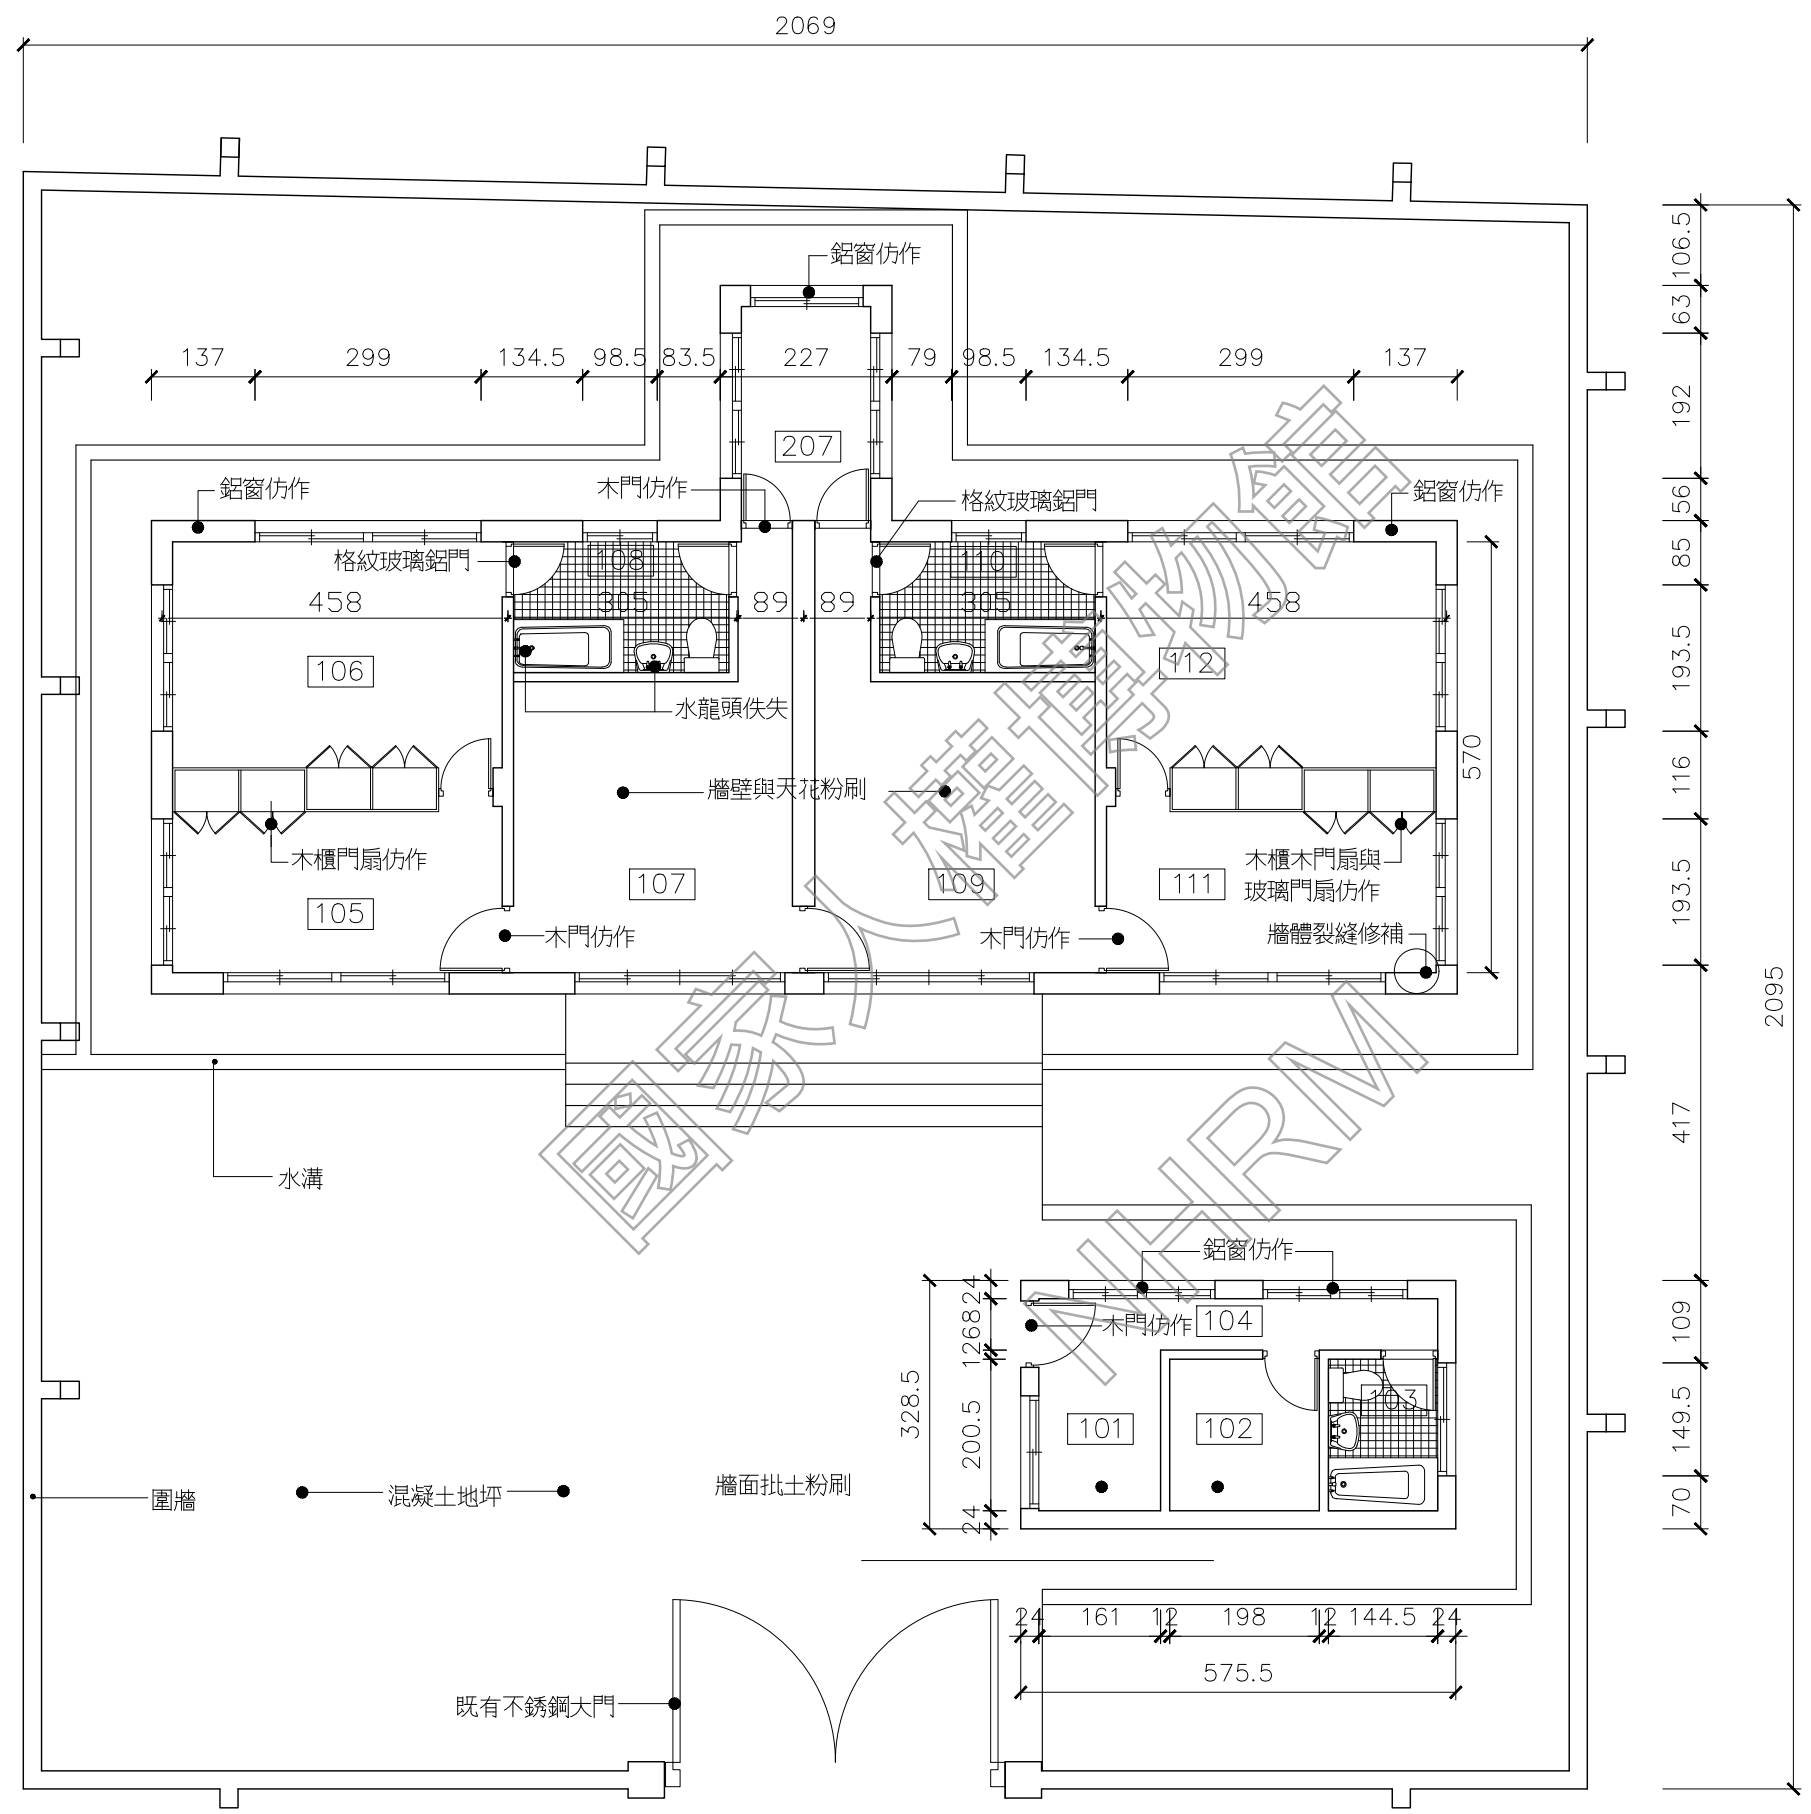 2069
鋁窗仿作
106.5
63
137
299
134.5
98.5
83.5
227
79
98.5
134.5
299
137
192
207
鋁窗仿作
木門仿作
格紋玻璃鋁門
鋁窗仿作
56
格紋玻璃鋁門
108
110
85
458
305
89
89
305
458
106
112
193.5
水龍頭佚失
570
116
牆壁與天花粉刷
木櫃門扇仿作
木櫃木門扇與
玻璃門扇仿作
107
109
111
105
193.5
木門仿作
木門仿作
牆體裂縫修補
2095
國家人權博物館
NHRM
417
水溝
鋁窗仿作
24
68
12
104
木門仿作
109
328.5
200.5
101
102
103
149.5
圍牆
混凝土地坪
牆面批土粉刷
24
70
24
161
12
198
12
144.5
24
575.5
既有不銹鋼大門